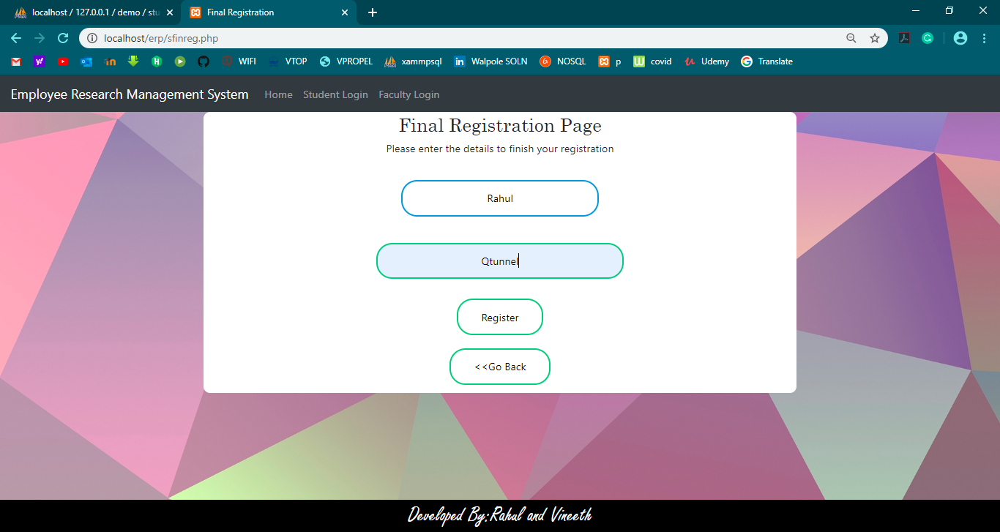 localhost / 127.0.0.1 / demo / stu
Final Registration
localhost/erp/sfinreg.php
WIFI VTOP VPROPEL xammpsql Walpole SOLN NOSQL p covid Udemy Translate
Employee Research Management System Home Student Login Faculty Login
Final Registration Page
Please enter the details to finish your registration
Rahul
Qtunnel
Register
<<Go Back
Developed By:Rahul and Vineeth